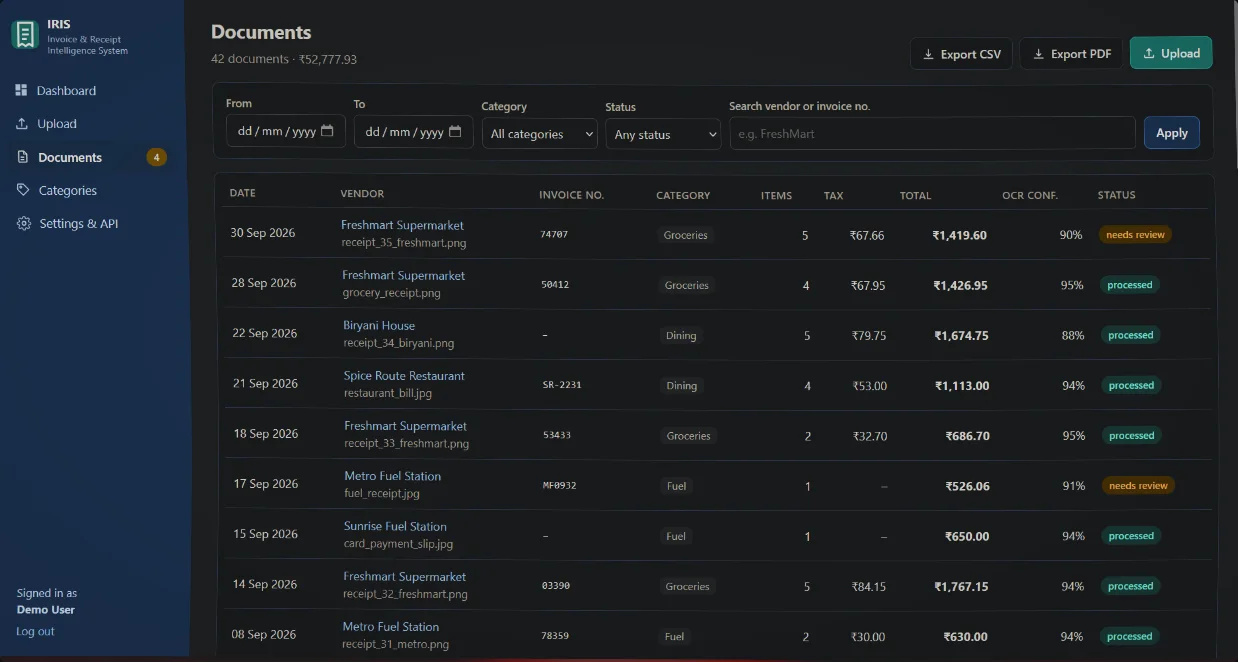 IRIS
Invoice & Receipt
Intelligence System
Dashboard
Upload
Documents 4
Categories
Settings & API
Signed in as
Demo User
Log out
Documents
42 documents · ₹52,777.93
Export CSV Export PDF Upload
From To Category Status Search vendor or invoice no.
dd / mm / yyyy dd / mm / yyyy All categories Any status e.g. FreshMart Apply
DATE VENDOR INVOICE NO. CATEGORY ITEMS TAX TOTAL OCR CONF. STATUS
30 Sep 2026 Freshmart Supermarket 74707 Groceries 5 ₹67.66 ₹1,419.60 90% needs review
receipt_35_freshmart.png
28 Sep 2026 Freshmart Supermarket 50412 Groceries 4 ₹67.95 ₹1,426.95 95% processed
grocery_receipt.png
22 Sep 2026 Biryani House – Dining 5 ₹79.75 ₹1,674.75 88% processed
receipt_34_biryani.png
21 Sep 2026 Spice Route Restaurant SR-2231 Dining 4 ₹53.00 ₹1,113.00 94% processed
restaurant_bill.jpg
18 Sep 2026 Freshmart Supermarket 53433 Groceries 2 ₹32.70 ₹686.70 95% processed
receipt_33_freshmart.png
17 Sep 2026 Metro Fuel Station MF0932 Fuel 1 – ₹526.06 91% needs review
fuel_receipt.jpg
15 Sep 2026 Sunrise Fuel Station – Fuel 1 – ₹650.00 94% processed
card_payment_slip.jpg
14 Sep 2026 Freshmart Supermarket 03390 Groceries 5 ₹84.15 ₹1,767.15 94% processed
receipt_32_freshmart.png
08 Sep 2026 Metro Fuel Station 78359 Fuel 2 ₹30.00 ₹630.00 94% processed
receipt_31_metro.png